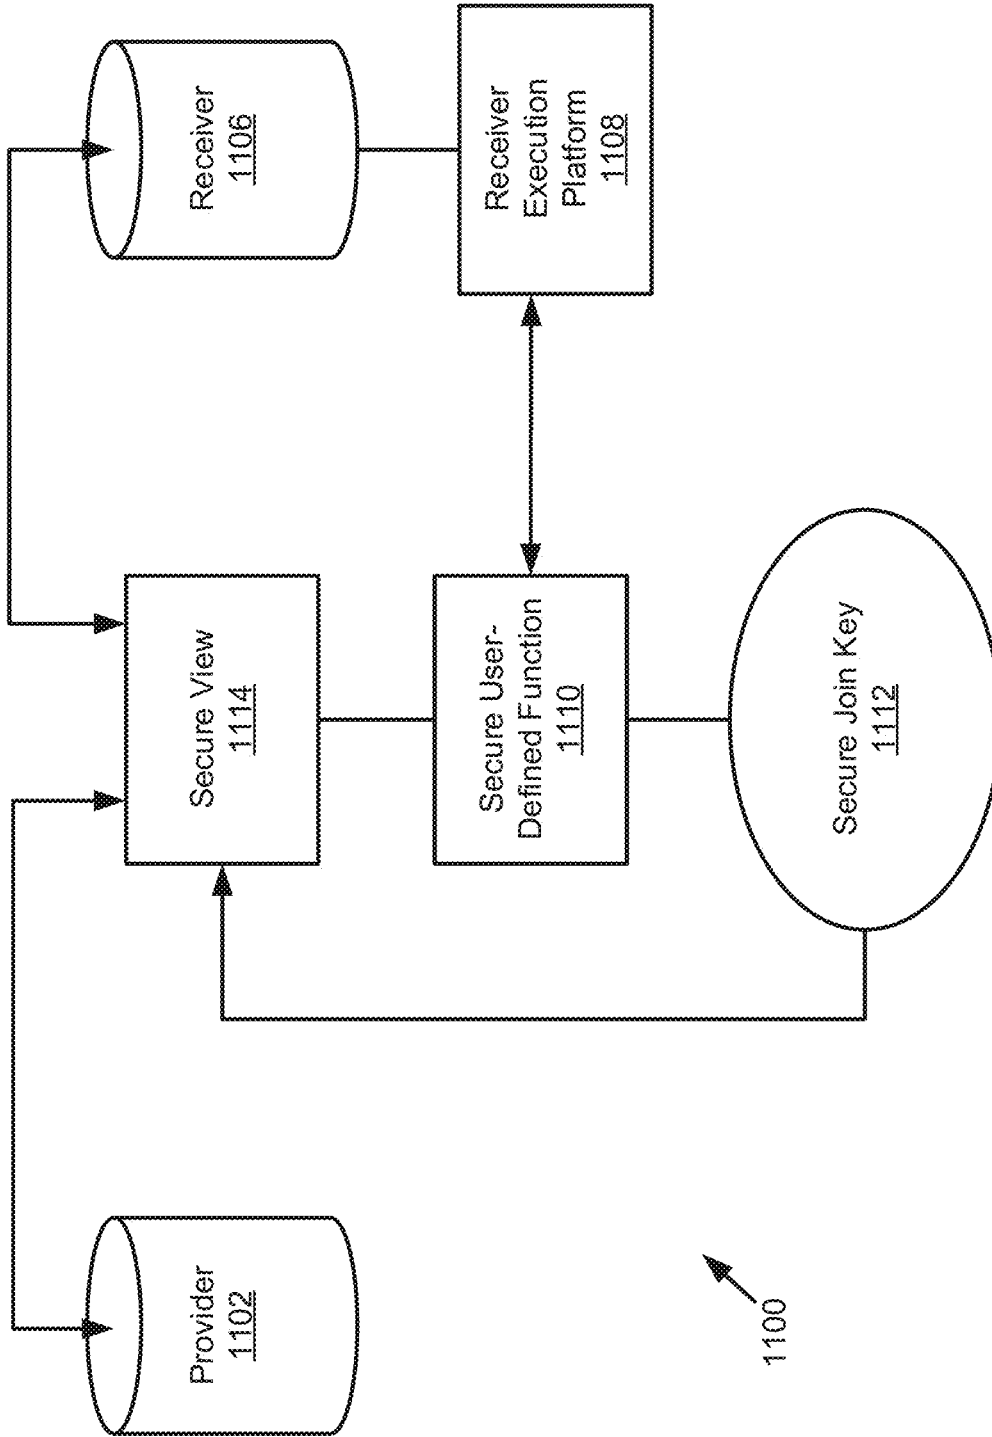 Provider
1102
Secure View
1114
Receiver
1106
Secure User-
Defined Function
1110
Receiver
Execution
Platform
1108
Secure Join Key
1112
1100